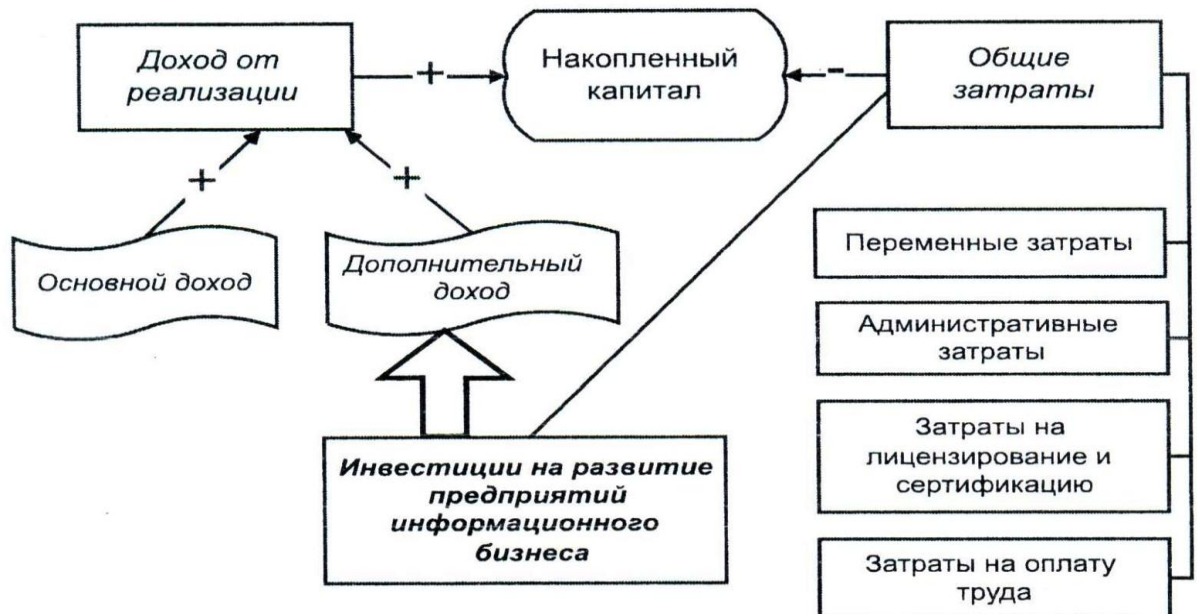 Доход от
реализации
+
Накопленный
капитал
-
Общие
затраты
+
+
Основной доход
Дополнительный
доход
Переменные затраты
Административные
затраты
Затраты на
лицензирование и
сертификацию
Затраты на оплату
труда
Инвестиции на развитие
предприятий
информационного
бизнеса